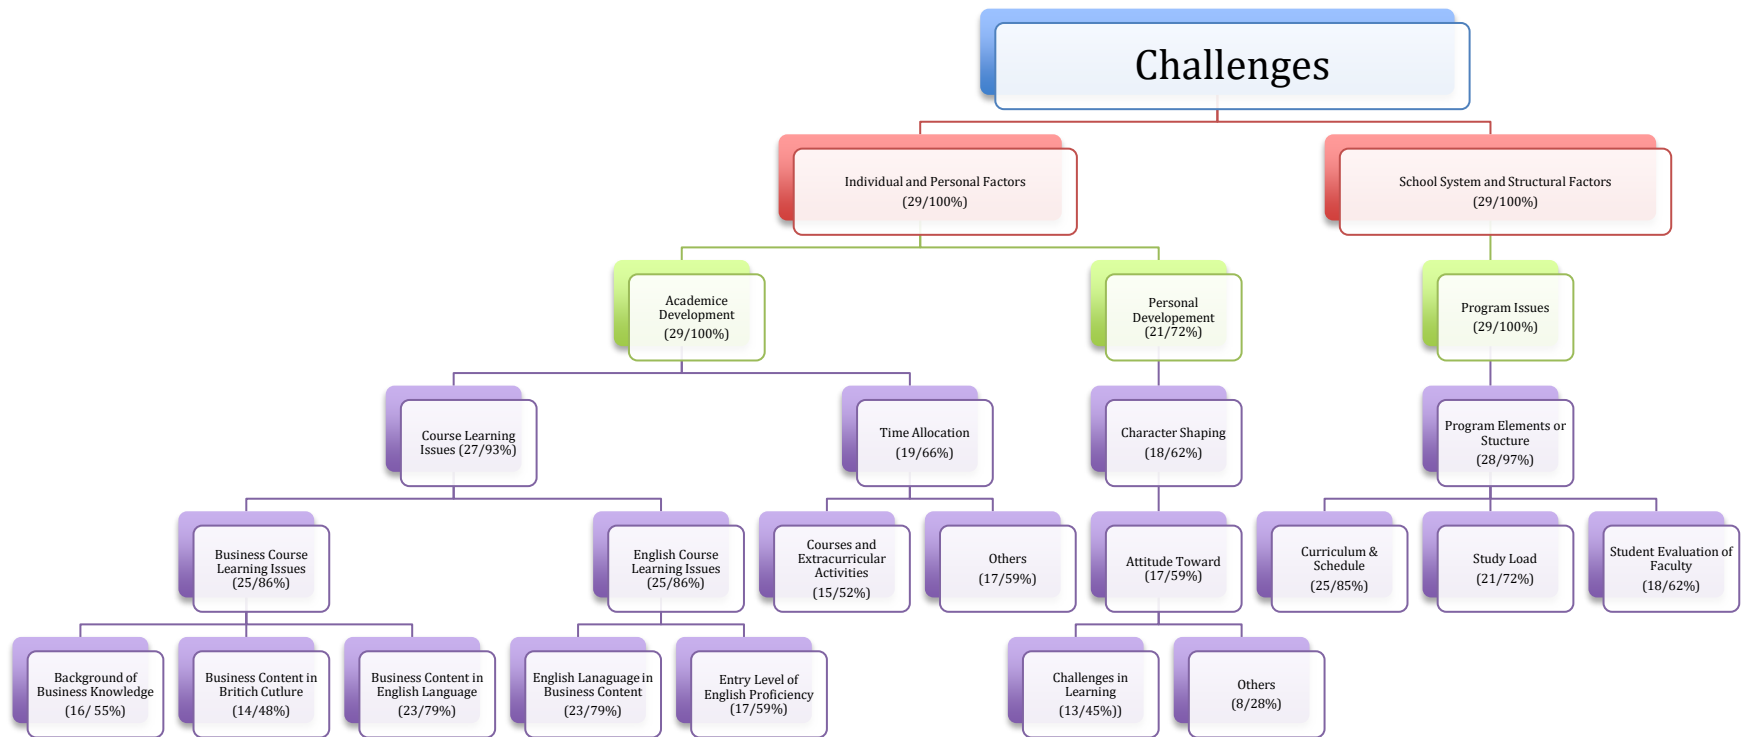 Challenges
Individual and Personal Factors
(29/100%)
School System and Structural Factors
(29/100%)
Academice
Development
(29/100%)
Personal
Developement
(21/72%)
Program Issues
(29/100%)
Course Learning
Issues (27/93%)
Time Allocation
(19/66%)
Character Shaping
(18/62%)
Program Elements or
Stucture
(28/97%)
Business Course
Learning Issues
(25/86%)
English Course
Learning Issues
(25/86%)
Courses and
Extracurricular
Activities
(15/52%)
Others
(17/59%)
Attitude Toward
(17/59%)
Curriculum &
Schedule
(25/85%)
Study Load
(21/72%)
Student Evaluation of
Faculty
(18/62%)
Background of
Business Knowledge
(16/ 55%)
Business Content in
Britich Cutlure
(14/48%)
Business Content in
English Language
(23/79%)
English Lanaguage in
Business Content
(23/79%)
Entry Level of
English Proficiency
(17/59%)
Challenges in
Learning
(13/45%))
Others
(8/28%)